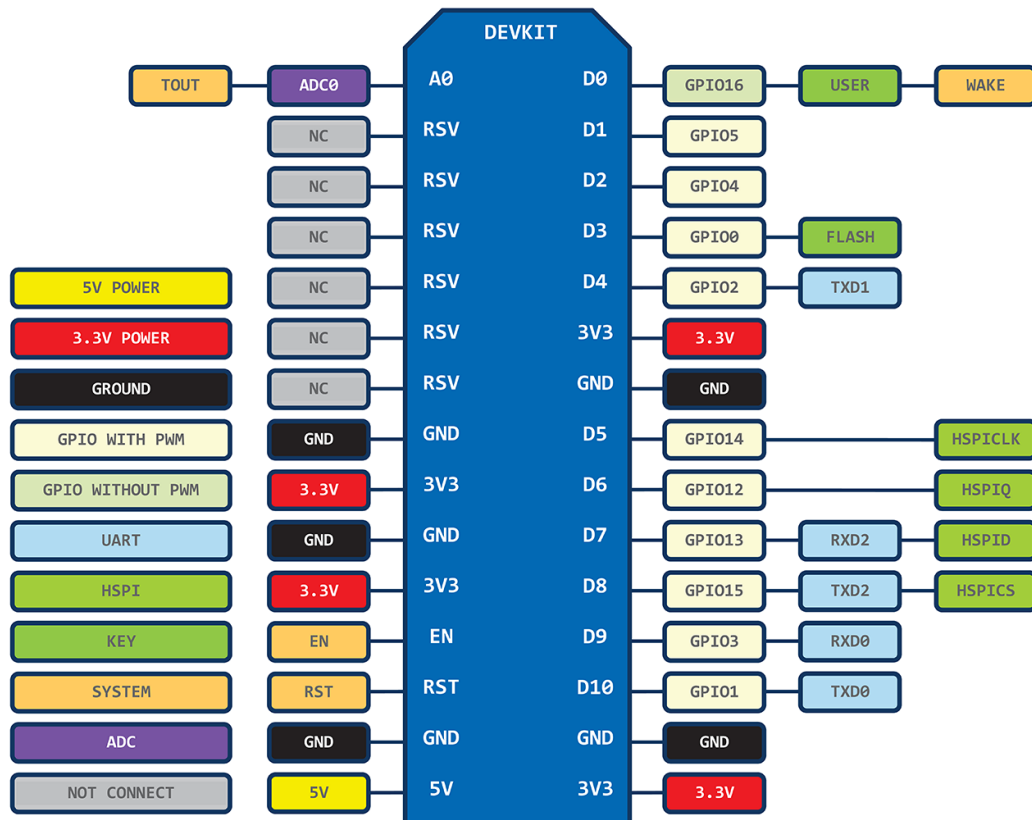 DEVKIT
TOUT ADC0 A0 D0 GPIO16 USER WAKE
NC RSV D1 GPIO5
NC RSV D2 GPIO4
NC RSV D3 GPIO0 FLASH
5V POWER NC RSV D4 GPIO2 TXD1
3.3V POWER NC RSV 3V3 3.3V
GROUND NC RSV GND GND
GPIO WITH PWM GND GND D5 GPIO14 HSPICLK
GPIO WITHOUT PWM 3.3V 3V3 D6 GPIO12 HSPIQ
UART GND GND D7 GPIO13 RXD2 HSPID
HSPI 3.3V 3V3 D8 GPIO15 TXD2 HSPICS
KEY EN EN D9 GPIO3 RXD0
SYSTEM RST RST D10 GPIO1 TXD0
ADC GND GND GND GND
NOT CONNECT 5V 5V 3V3 3.3V